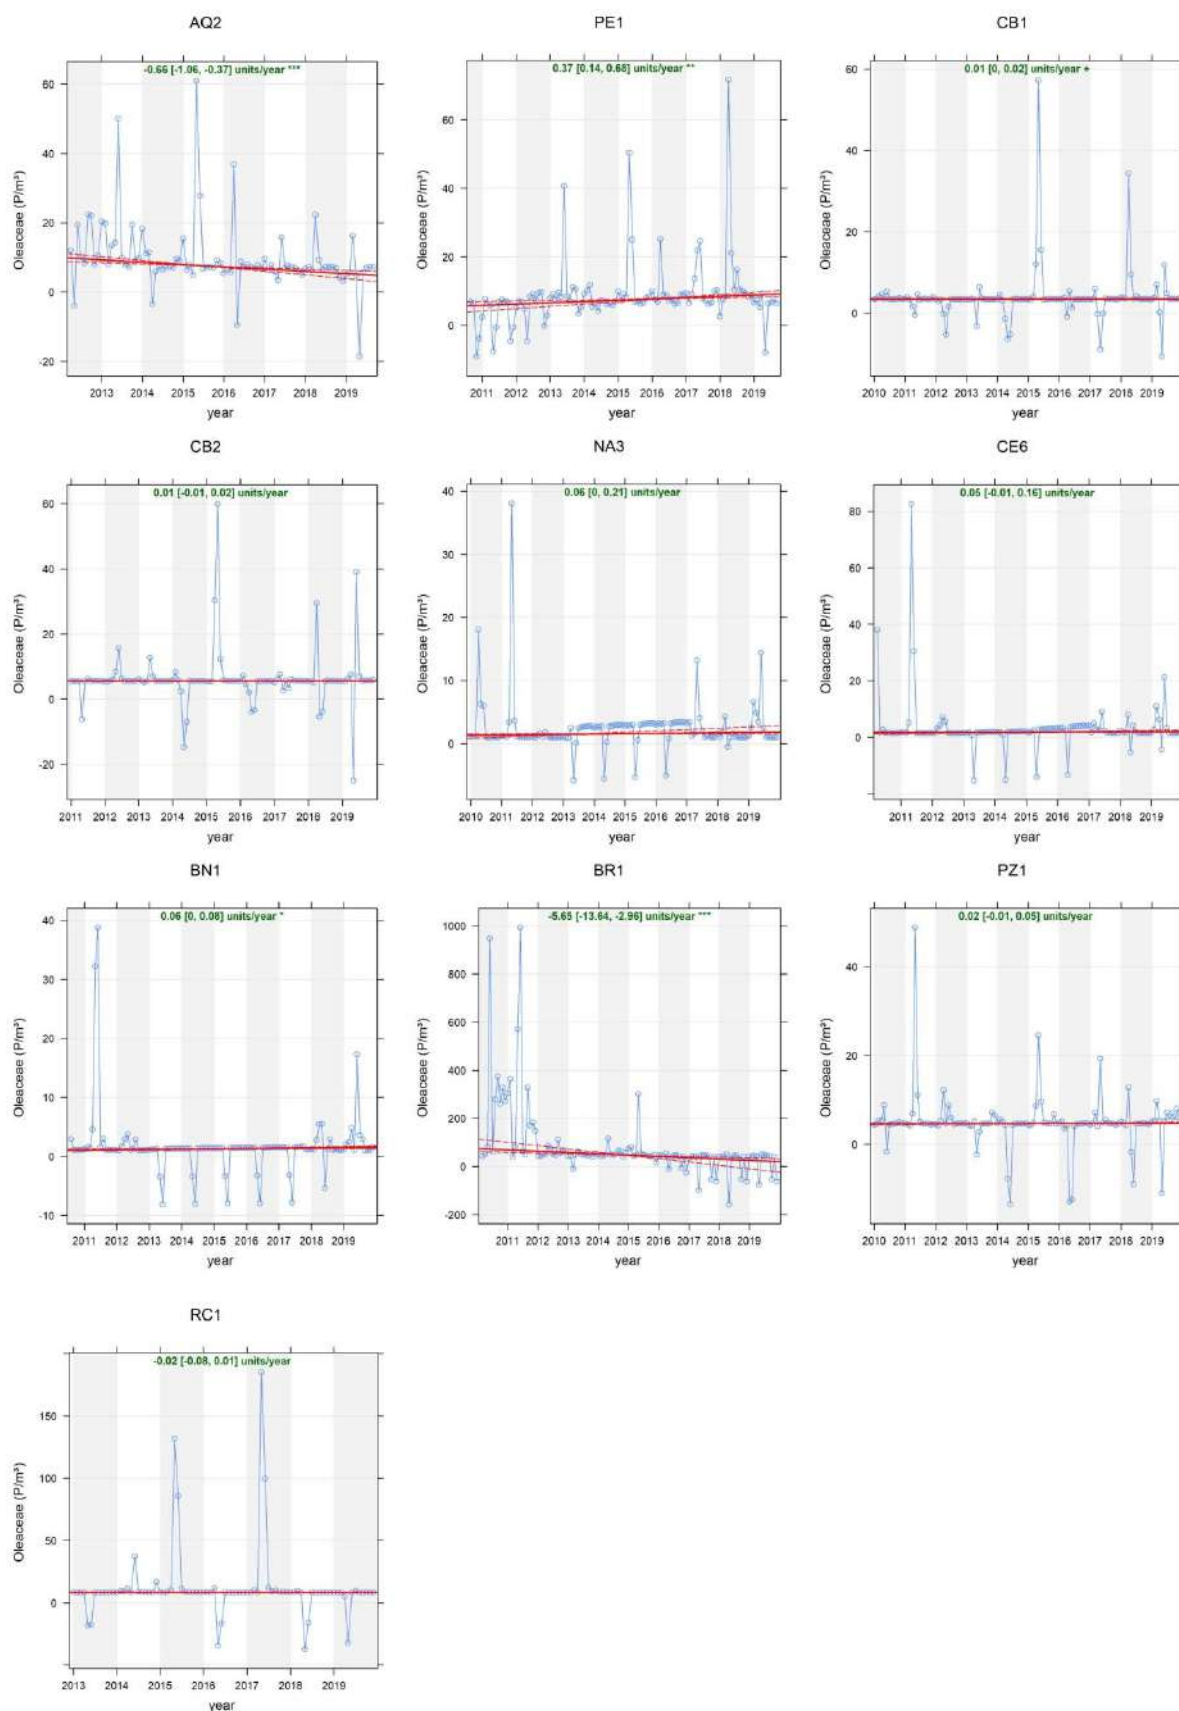 AQ2
-0.66 [-1.06, -0.37] units/year ***
Oleaceae (P/m³)
60
40
20
0
-20
2013 2014 2015 2016 2017 2018 2019
year
PE1
0.37 [0.14, 0.68] units/year **
Oleaceae (P/m³)
60
40
20
0
2011 2012 2013 2014 2015 2016 2017 2018 2019
year
CB1
0.01 [0, 0.02] units/year +
Oleaceae (P/m³)
60
40
20
0
2010 2011 2012 2013 2014 2015 2016 2017 2018 2019
year
CB2
0.01 [-0.01, 0.02] units/year
Oleaceae (P/m³)
60
40
20
0
-20
2011 2012 2013 2014 2015 2016 2017 2018 2019
year
NA3
0.06 [0, 0.21] units/year
Oleaceae (P/m³)
40
30
20
10
0
2010 2011 2012 2013 2014 2015 2016 2017 2018 2019
year
CE6
0.05 [-0.01, 0.16] units/year
Oleaceae (P/m³)
80
60
40
20
0
2011 2012 2013 2014 2015 2016 2017 2018 2019
year
BN1
0.06 [0, 0.08] units/year *
Oleaceae (P/m³)
40
30
20
10
0
-10
2011 2012 2013 2014 2015 2016 2017 2018 2019
year
BR1
-5.65 [-13.64, -2.96] units/year ***
Oleaceae (P/m³)
1000
800
600
400
200
0
-200
2011 2012 2013 2014 2015 2016 2017 2018 2019
year
PZ1
0.02 [-0.01, 0.05] units/year
Oleaceae (P/m³)
40
20
0
2010 2011 2012 2013 2014 2015 2016 2017 2018 2019
year
RC1
-0.02 [-0.08, 0.01] units/year
Oleaceae (P/m³)
150
100
50
0
2013 2014 2015 2016 2017 2018 2019
year